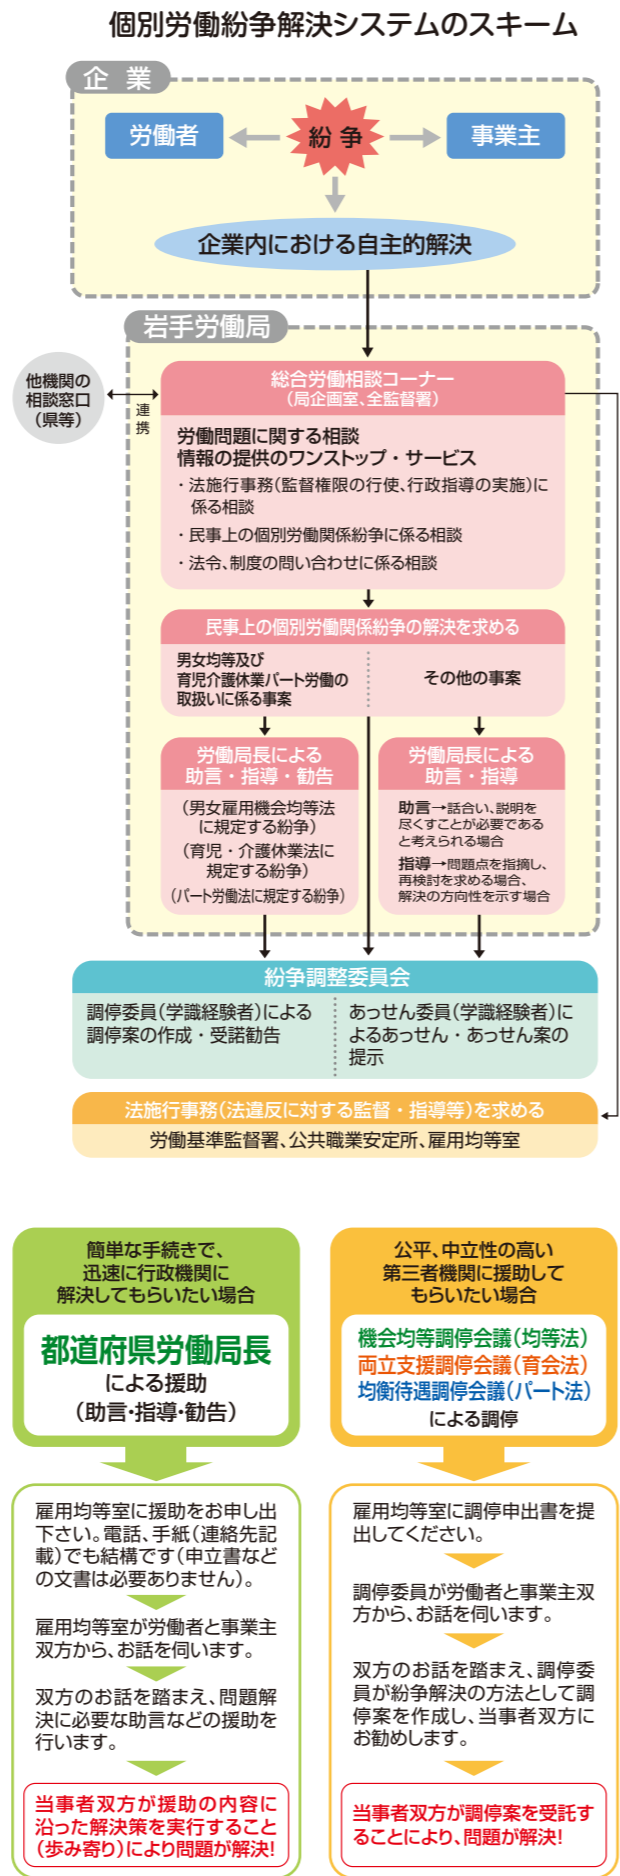 個別労働紛争解決システムのスキーム
企 業
労働者
紛 争
事業主
企業内における自主的解決
岩手労働局
他機関の
相談窓口
（県等）
連
携
総合労働相談コーナー
（局企画室、全監督署）
労働問題に関する相談
情報の提供のワンストップ・サービス
・法施行事務（監督権限の行使、行政指導の実施）に
係る相談
・民事上の個別労働関係紛争に係る相談
・法令、制度の問い合わせに係る相談
民事上の個別労働関係紛争の解決を求める
男女均等及び
育児介護休業パート労働の
取扱いに係る事案
その他の事案
労働局長による
助言・指導・勧告
（男女雇用機会均等法
に規定する紛争）
（育児・介護休業法に
規定する紛争）
（パート労働法に規定する紛争）
労働局長による
助言・指導
助言→話合い、説明を
尽くすことが必要である
と考えられる場合
指導→問題点を指摘し、
再検討を求める場合、
解決の方向性を示す場合
紛争調整委員会
調停委員（学識経験者）による
調停案の作成・受諾勧告
あっせん委員（学識経験者）に
よるあっせん・あっせん案の
提示
法施行事務（法違反に対する監督・指導等）を求める
労働基準監督署、公共職業安定所、雇用均等室
簡単な手続きで、
迅速に行政機関に
解決してもらいたい場合
都道府県労働局長
による援助
（助言・指導・勧告）
雇用均等室に援助をお申し出
下さい。電話、手紙（連絡先記
載）でも結構です（申立書など
の文書は必要ありません）。
雇用均等室が労働者と事業主
双方から、お話を伺います。
双方のお話を踏まえ、問題解
決に必要な助言などの援助を
行います。
当事者双方が援助の内容に
沿った解決策を実行すること
（歩み寄り）により問題が解決！
公平、中立性の高い
第三者機関に援助して
もらいたい場合
機会均等調停会議（均等法）
両立支援調停会議（育会法）
均衡待遇調停会議（パート法）
による調停
雇用均等室に調停申出書を提
出してください。
調停委員が労働者と事業主双
方から、お話を伺います。
双方のお話を踏まえ、調停委
員が紛争解決の方法として調
停案を作成し、当事者双方に
お勧めします。
当事者双方が調停案を受託す
ることにより、問題が解決！